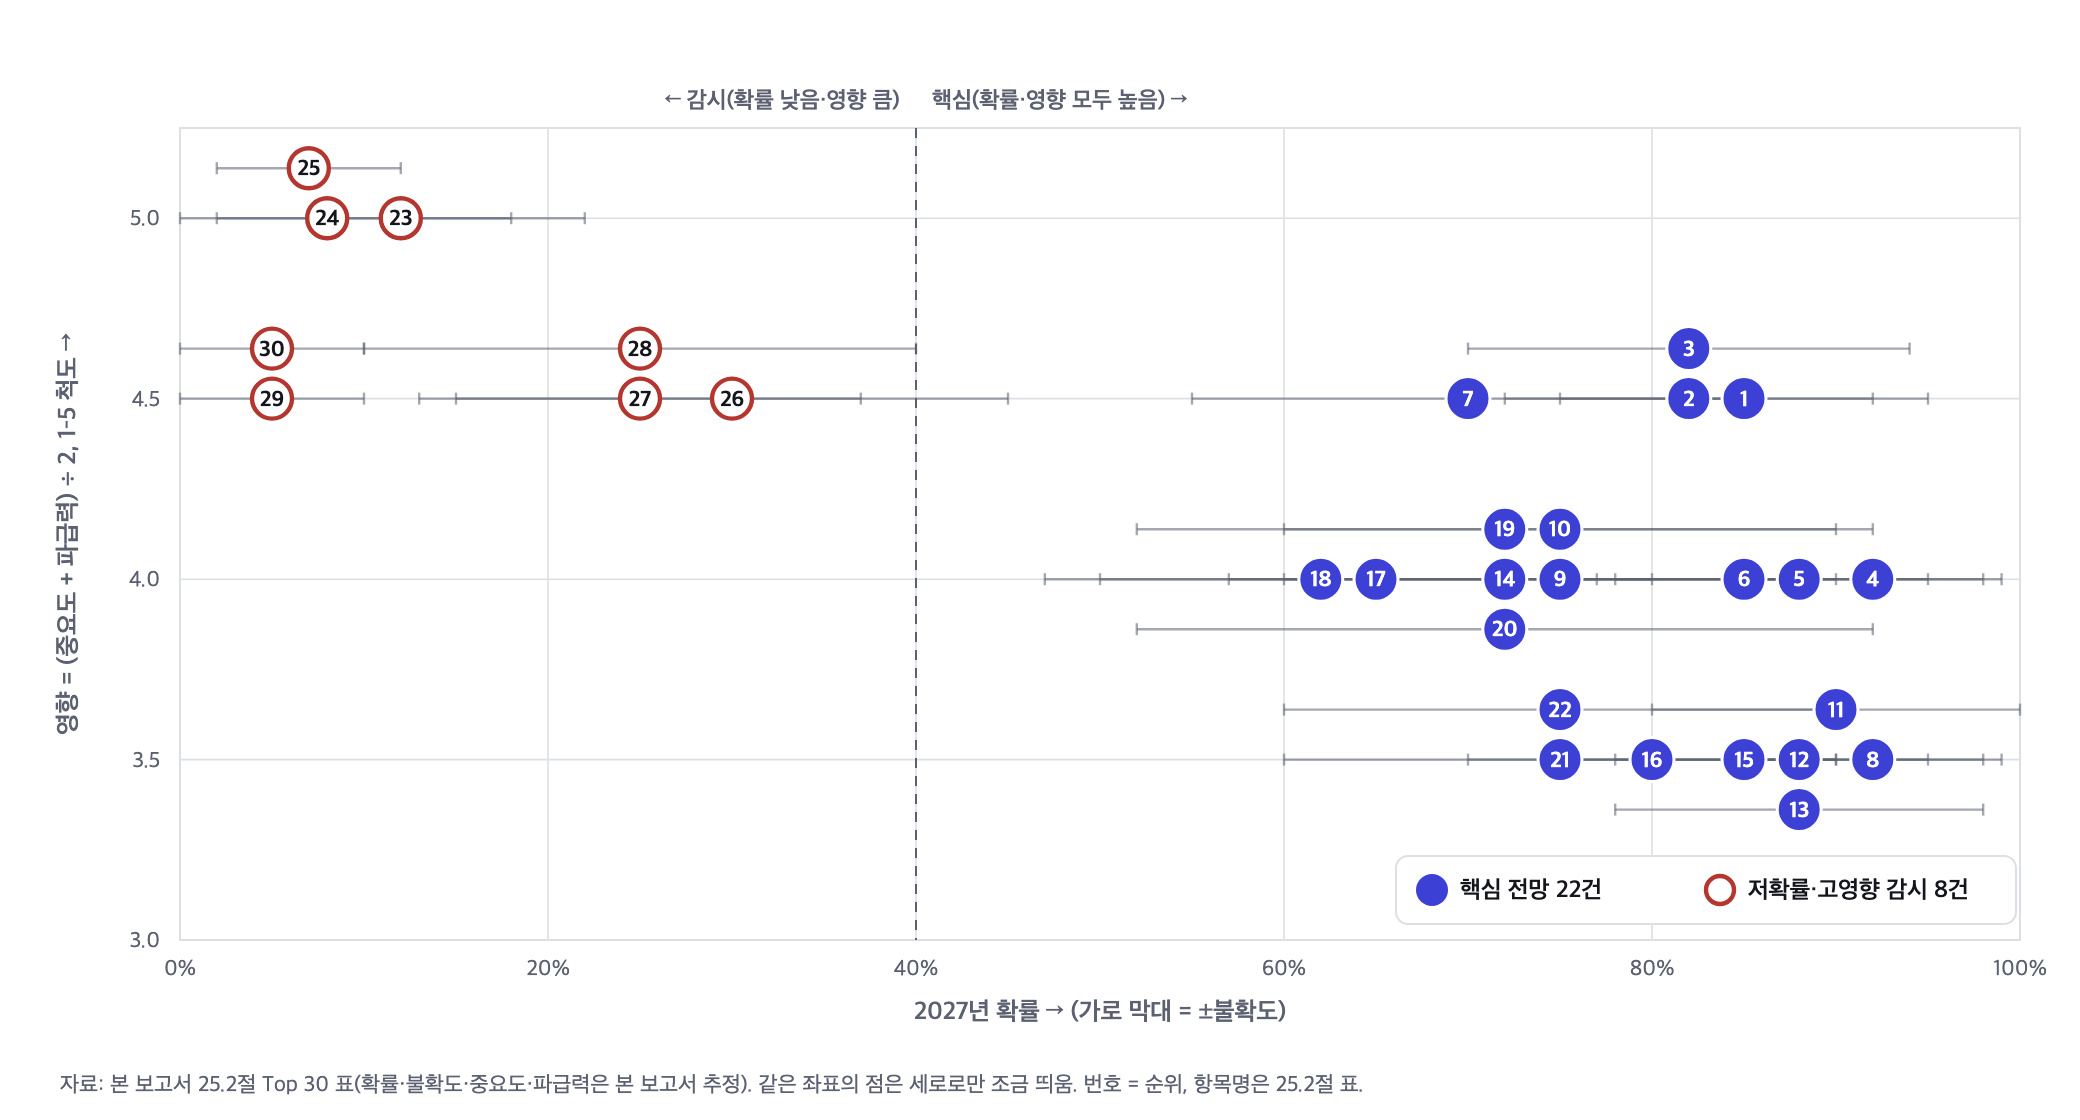 ← 감시(확률 낮음·영향 큼) 핵심(확률·영향 모두 높음) →
25
5.0 24 23
30 28 3
4.5 29 27 26 7 2 1
19 10
4.0 18 17 14 9 6 5 4
20
22 11
3.5 21 16 15 12 8
13
핵심 전망 22건 저확률·고영향 감시 8건
3.0
0% 20% 40% 60% 80% 100%
영향 = (중요도 + 파급력) ÷ 2, 1-5 척도 →
2027년 확률 → (가로 막대 = ±불확도)
자료: 본 보고서 25.2절 Top 30 표(확률·불확도·중요도·파급력은 본 보고서 추정). 같은 좌표의 점은 세로로만 조금 띄움. 번호 = 순위, 항목명은 25.2절 표.